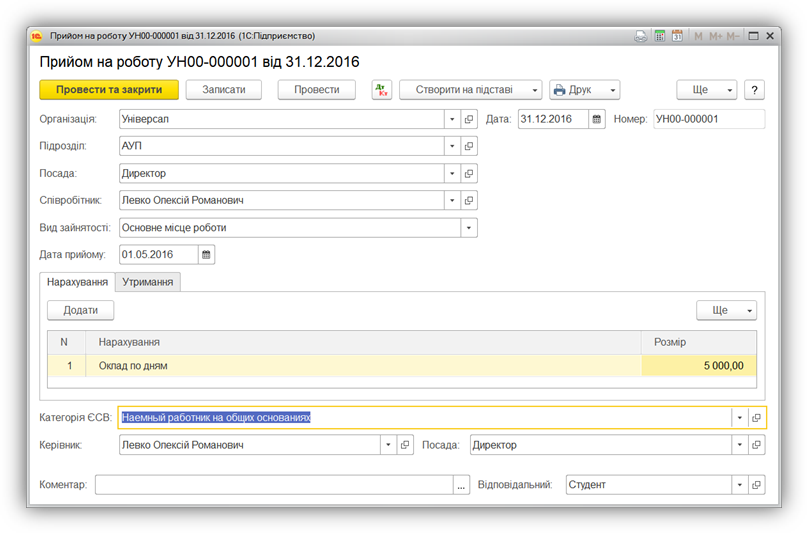 Прийом на роботу УН00-000001 від 31.12.2016 (1С:Підприємство) M M+ M-
Прийом на роботу УН00-000001 від 31.12.2016
Провести та закрити Записати Провести Дт Кт Створити на підставі Друк Ще ?
Організація: Універсал Дата: 31.12.2016 Номер: УН00-000001
Підрозділ: АУП
Посада: Директор
Співробітник: Левко Олексій Романович
Вид зайнятості: Основне місце роботи
Дата прийому: 01.05.2016
Нарахування Утримання
Додати Ще
N Нарахування Розмір
1 Оклад по дням 5 000,00
Категорія ЄСВ: Наемный работник на общих основаниях
Керівник: Левко Олексій Романович Посада: Директор
Коментар: ... Відповідальний: Студент